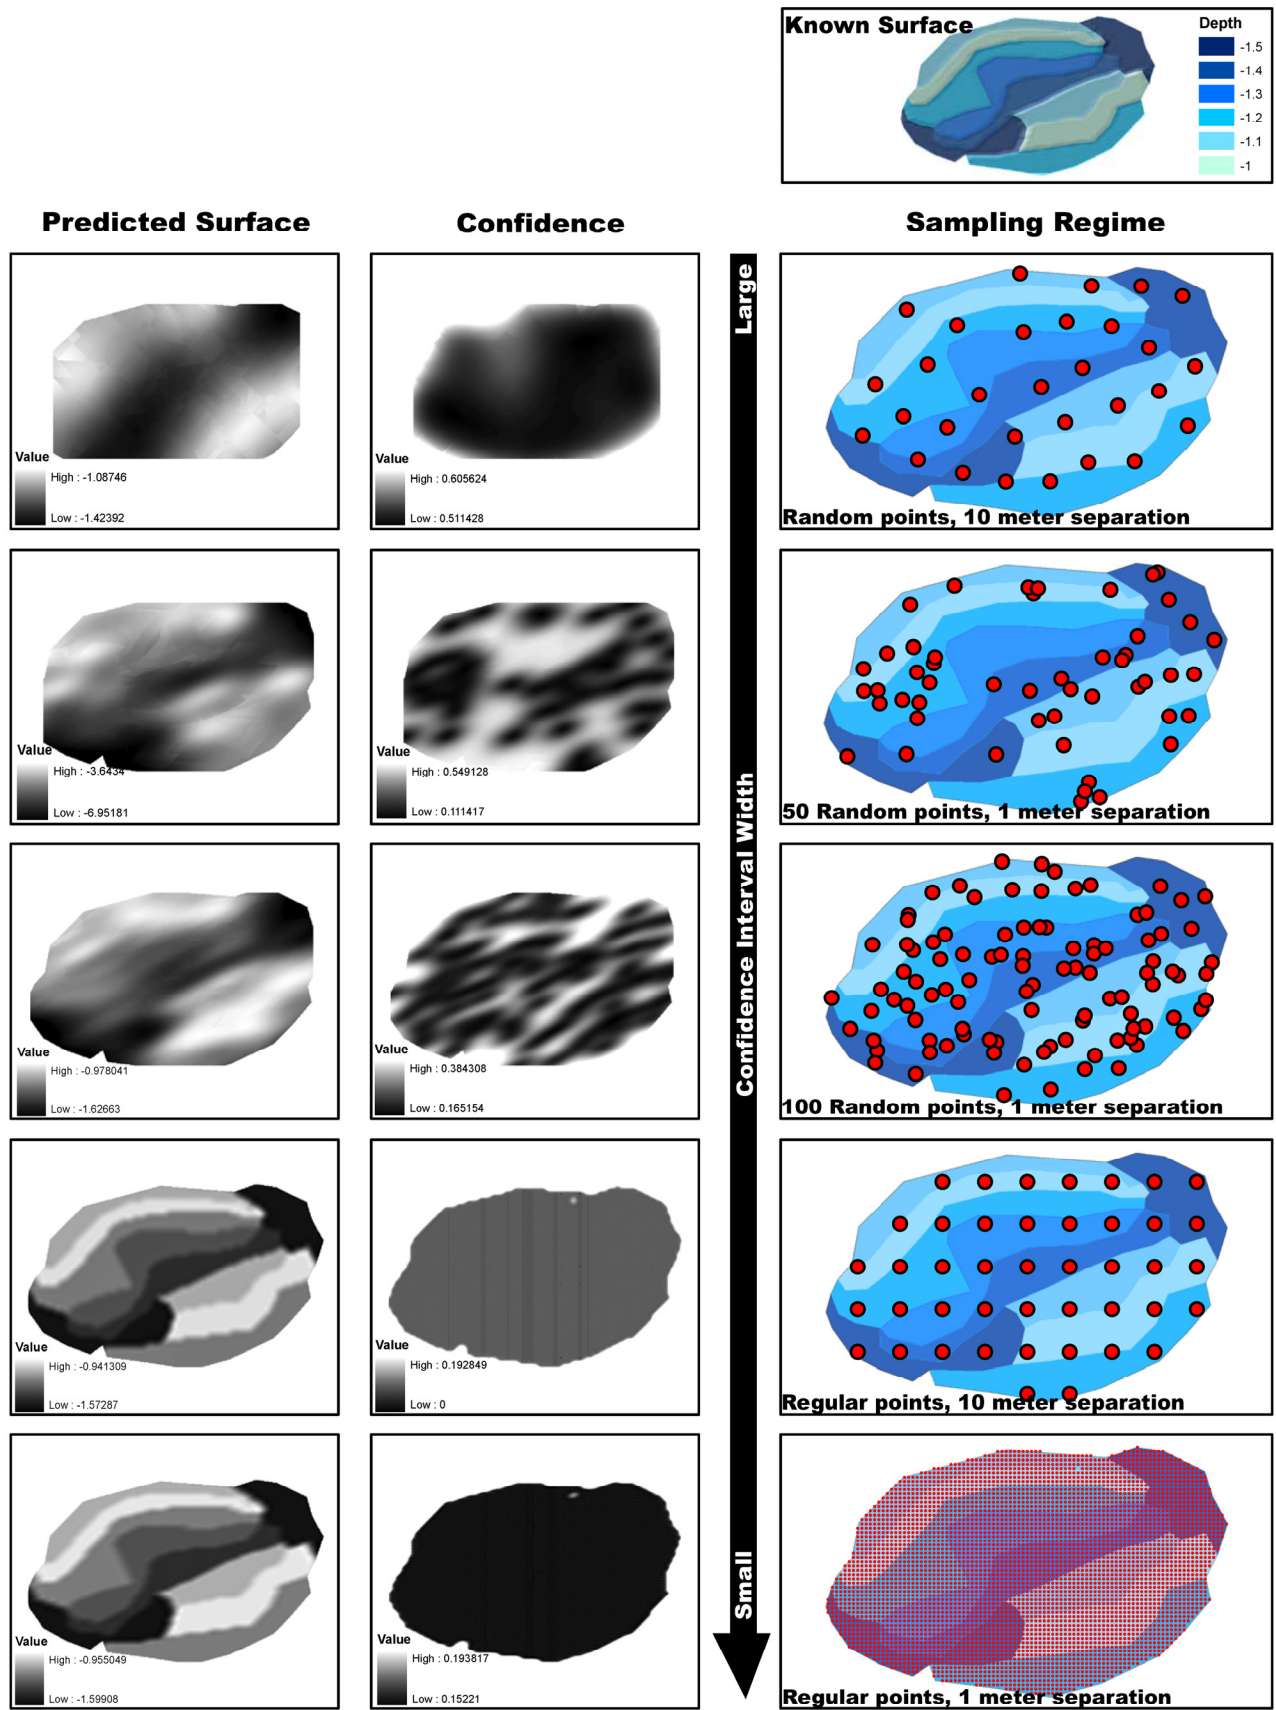 Known Surface
Depth
-1.5
-1.4
-1.3
-1.2
-1.1
-1
Predicted Surface
Confidence
Sampling Regime
Value
High : -1.08746
Low : -1.42392
Value
High : 0.605624
Low : 0.511428
Large
Confidence Interval Width
Small
Random points, 10 meter separation
Value
High : -3.6434
Low : -6.95181
Value
High : 0.549128
Low : 0.111417
50 Random points, 1 meter separation
Value
High : -0.978041
Low : -1.62663
Value
High : 0.384308
Low : 0.165154
100 Random points, 1 meter separation
Value
High : -0.941309
Low : -1.57287
Value
High : 0.192849
Low : 0
Regular points, 10 meter separation
Value
High : -0.955049
Low : -1.59908
Value
High : 0.193817
Low : 0.15221
Regular points, 1 meter separation